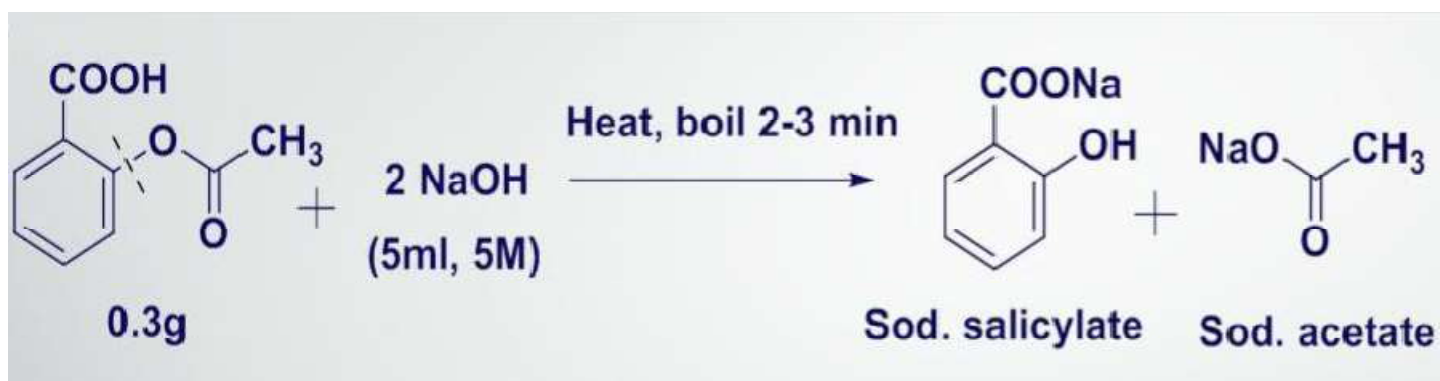 COOH
O
CH3
O
+
2 NaOH
(5ml, 5M)
0.3g
Heat, boil 2-3 min
COONa
OH
+
NaO
CH3
O
Sod. salicylate
Sod. acetate